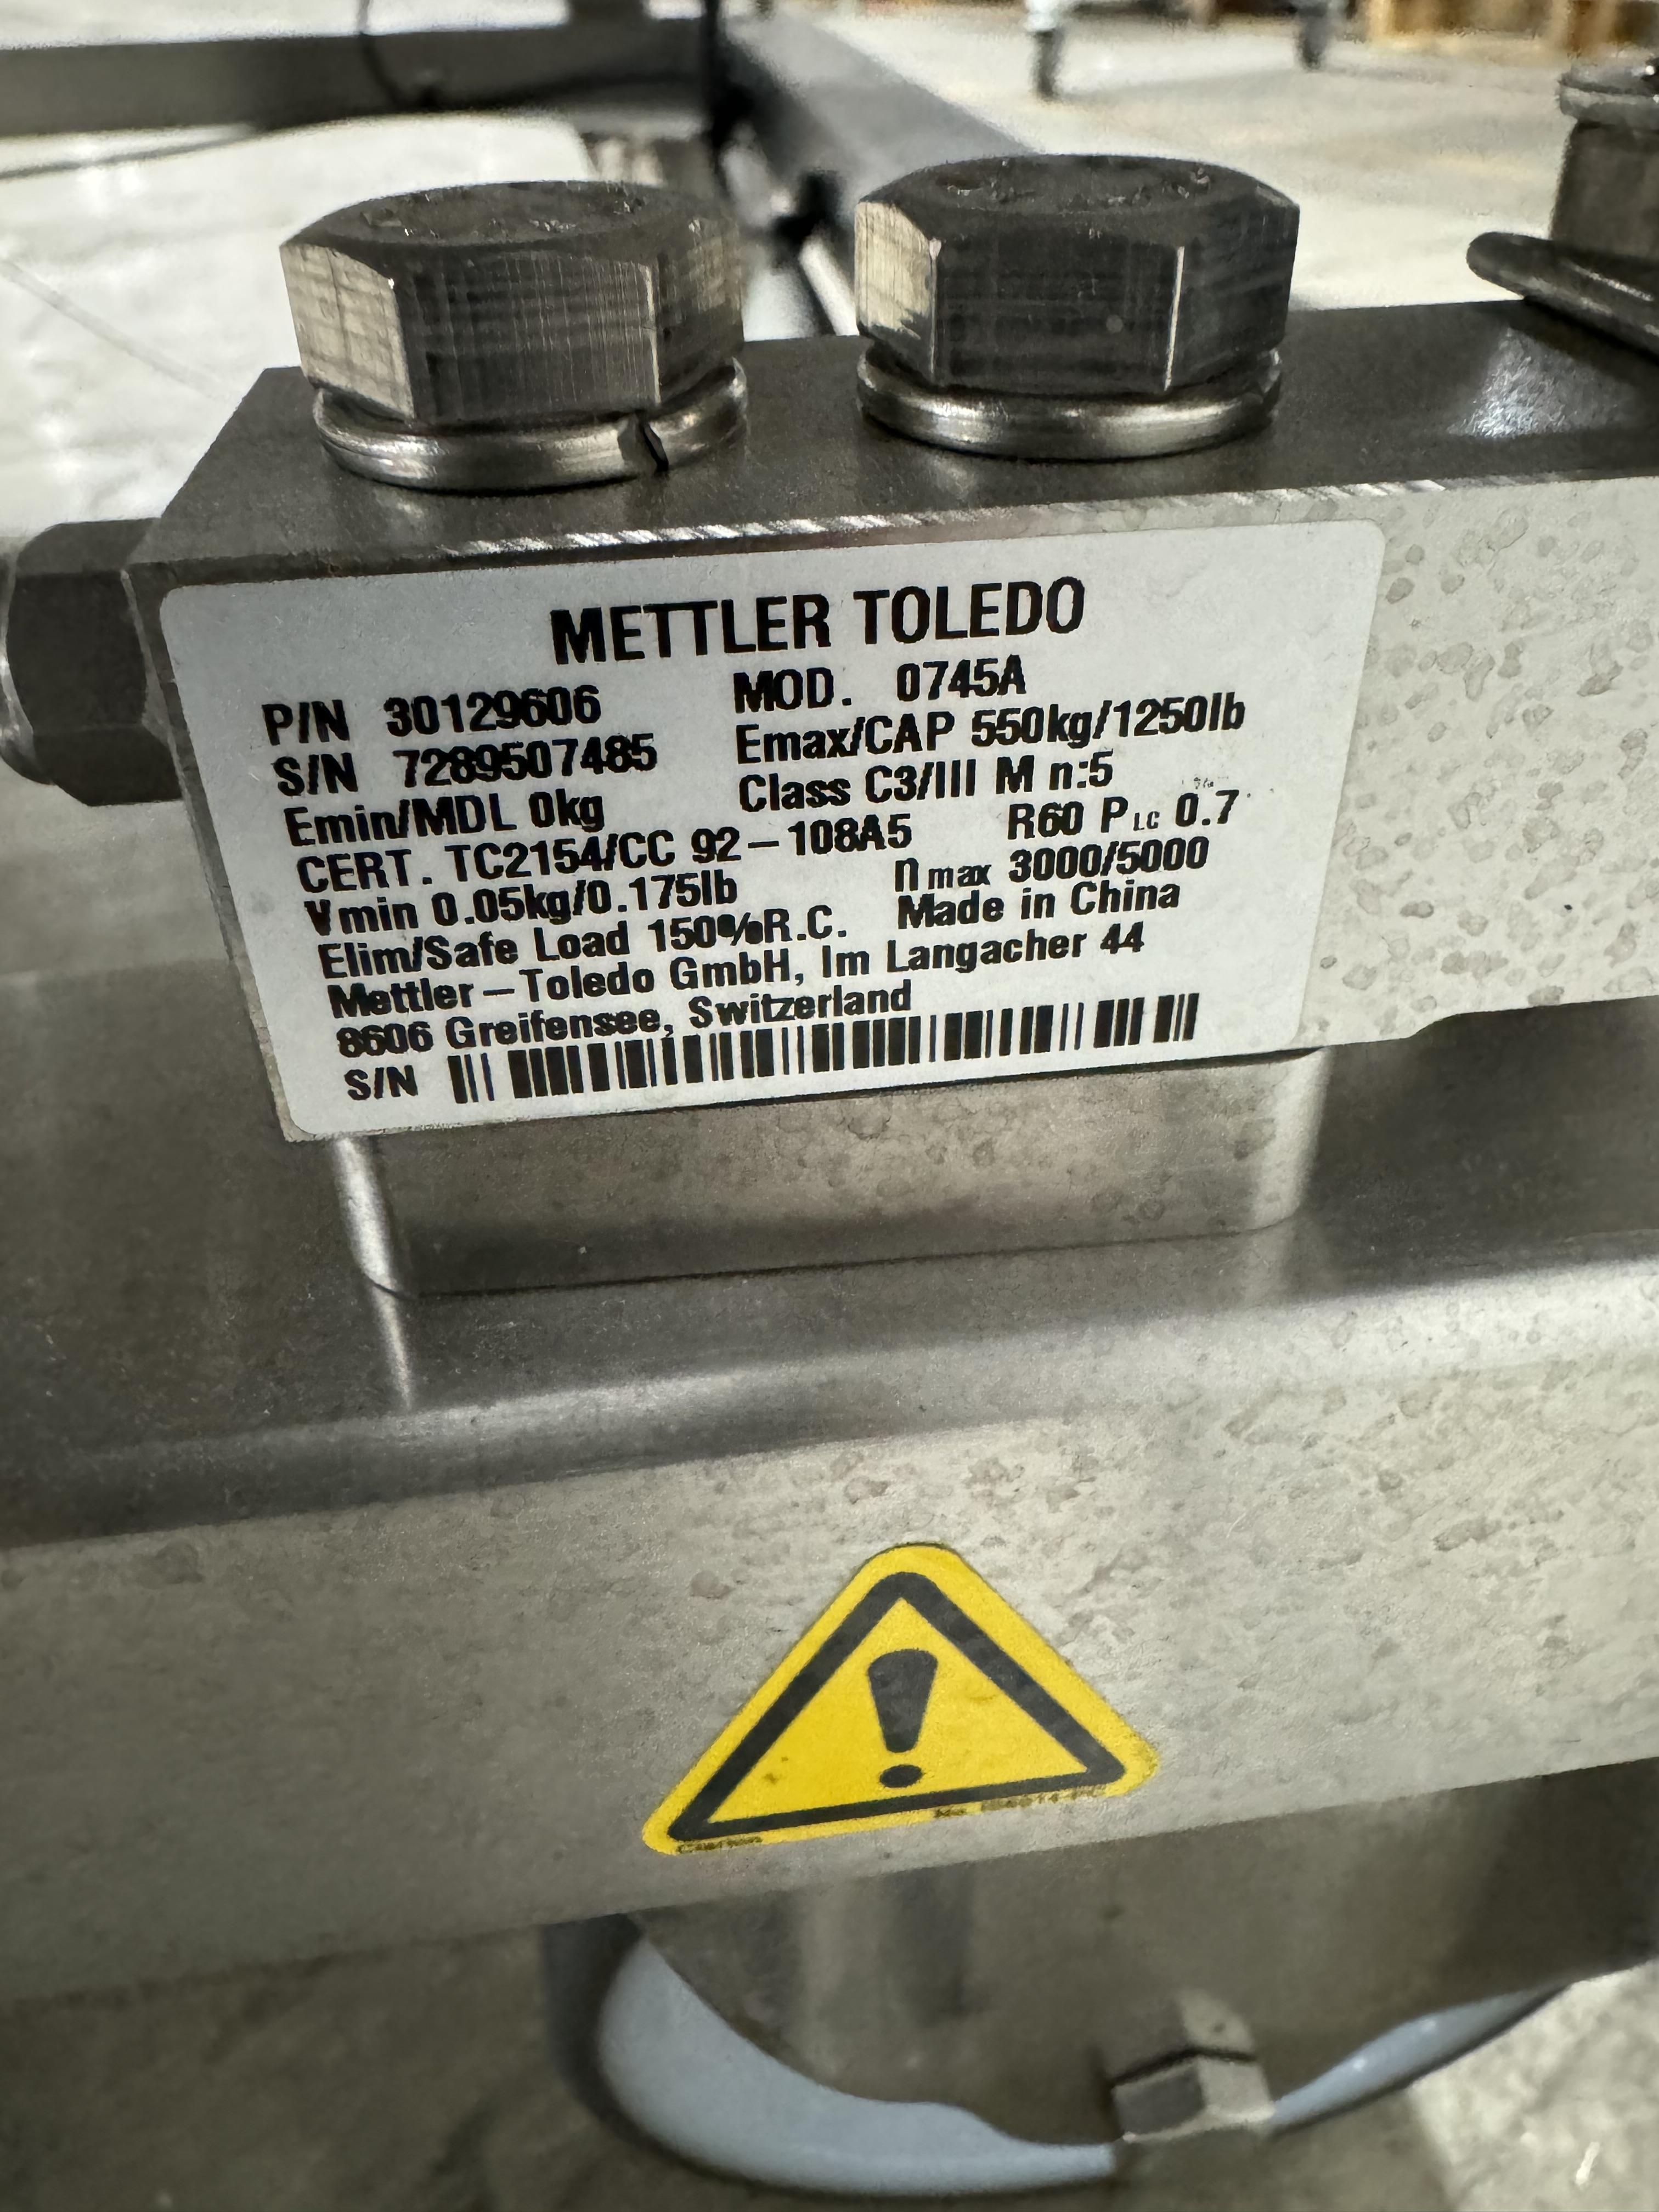 METTLER TOLEDO
P/N 30129606 MOD. 0745A
S/N 7289507485 Emax/CAP 550kg/1250lb
Emin/MDL 0kg Class C3/III M n:5
CERT. TC2154/CC 92-108A5 R60 PLC 0.7
Vmin 0.05kg/0.175lb nmax 3000/5000
Elim/Safe Load 150%R.C. Made in China
Mettler-Toledo GmbH, Im Langacher 44
8606 Greifensee, Switzerland
S/N
Caution